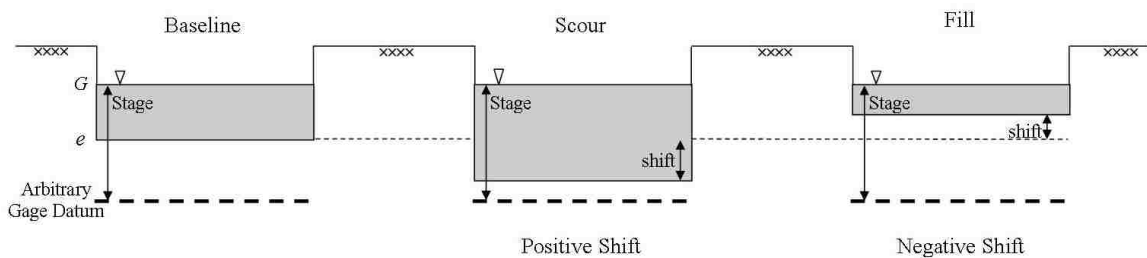 Baseline
Scour
Fill
xxxx
xxxx
xxxx
xxxx
G
Stage
Stage
Stage
e
shift
shift
Arbitrary
Gage Datum
Positive Shift
Negative Shift